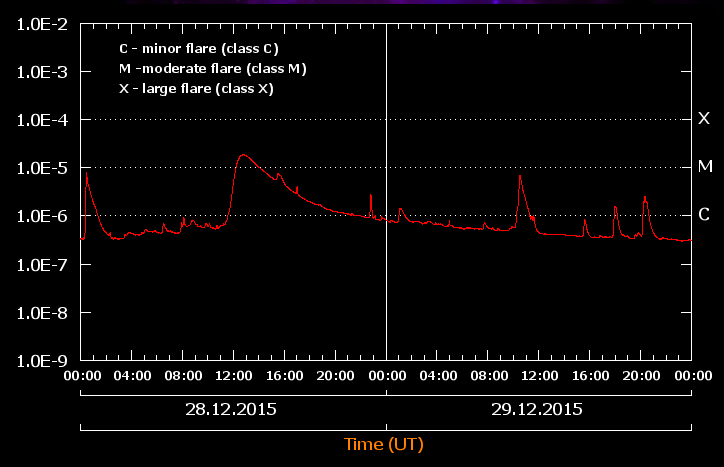 1.0E-2
C - minor flare (class C)
1.0E-3
M -moderate flare (class M)
X - large flare (class X)
1.0E-4 X
1.0E-5 M
1.0E-6 C
1.0E-7
1.0E-8
1.0E-9
00:00 04:00 08:00 12:00 16:00 20:00 00:00 04:00 08:00 12:00 16:00 20:00 00:00
28.12.2015 29.12.2015
Time (UT)